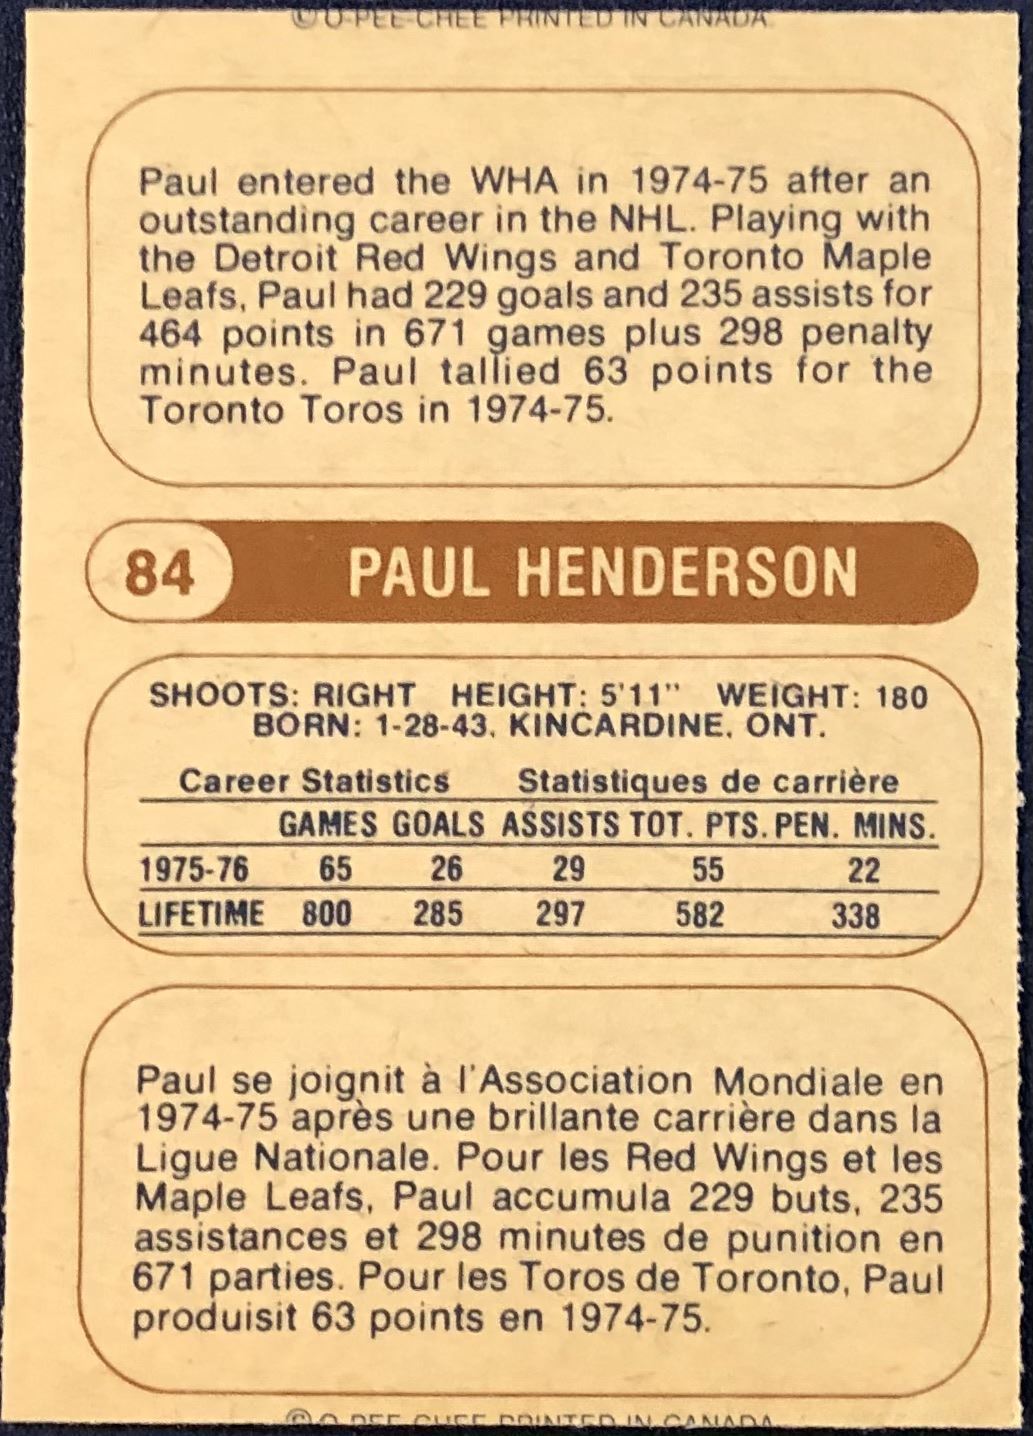 © O-PEE-CHEE PRINTED IN CANADA
Paul entered the WHA in 1974-75 after an
outstanding career in the NHL. Playing with
the Detroit Red Wings and Toronto Maple
Leafs, Paul had 229 goals and 235 assists for
464 points in 671 games plus 298 penalty
minutes. Paul tallied 63 points for the
Toronto Toros in 1974-75.
84 PAUL HENDERSON
SHOOTS: RIGHT HEIGHT: 5'11" WEIGHT: 180
BORN: 1-28-43, KINCARDINE, ONT.
Career Statistics Statistiques de carrière
GAMES GOALS ASSISTS TOT. PTS. PEN. MINS.
1975-76 65 26 29 55 22
LIFETIME 800 285 297 582 338
Paul se joignit à l'Association Mondiale en
1974-75 après une brillante carrière dans la
Ligue Nationale. Pour les Red Wings et les
Maple Leafs, Paul accumula 229 buts, 235
assistances et 298 minutes de punition en
671 parties. Pour les Toros de Toronto, Paul
produisit 63 points en 1974-75.
© O-PEE-CHEE PRINTED IN CANADA